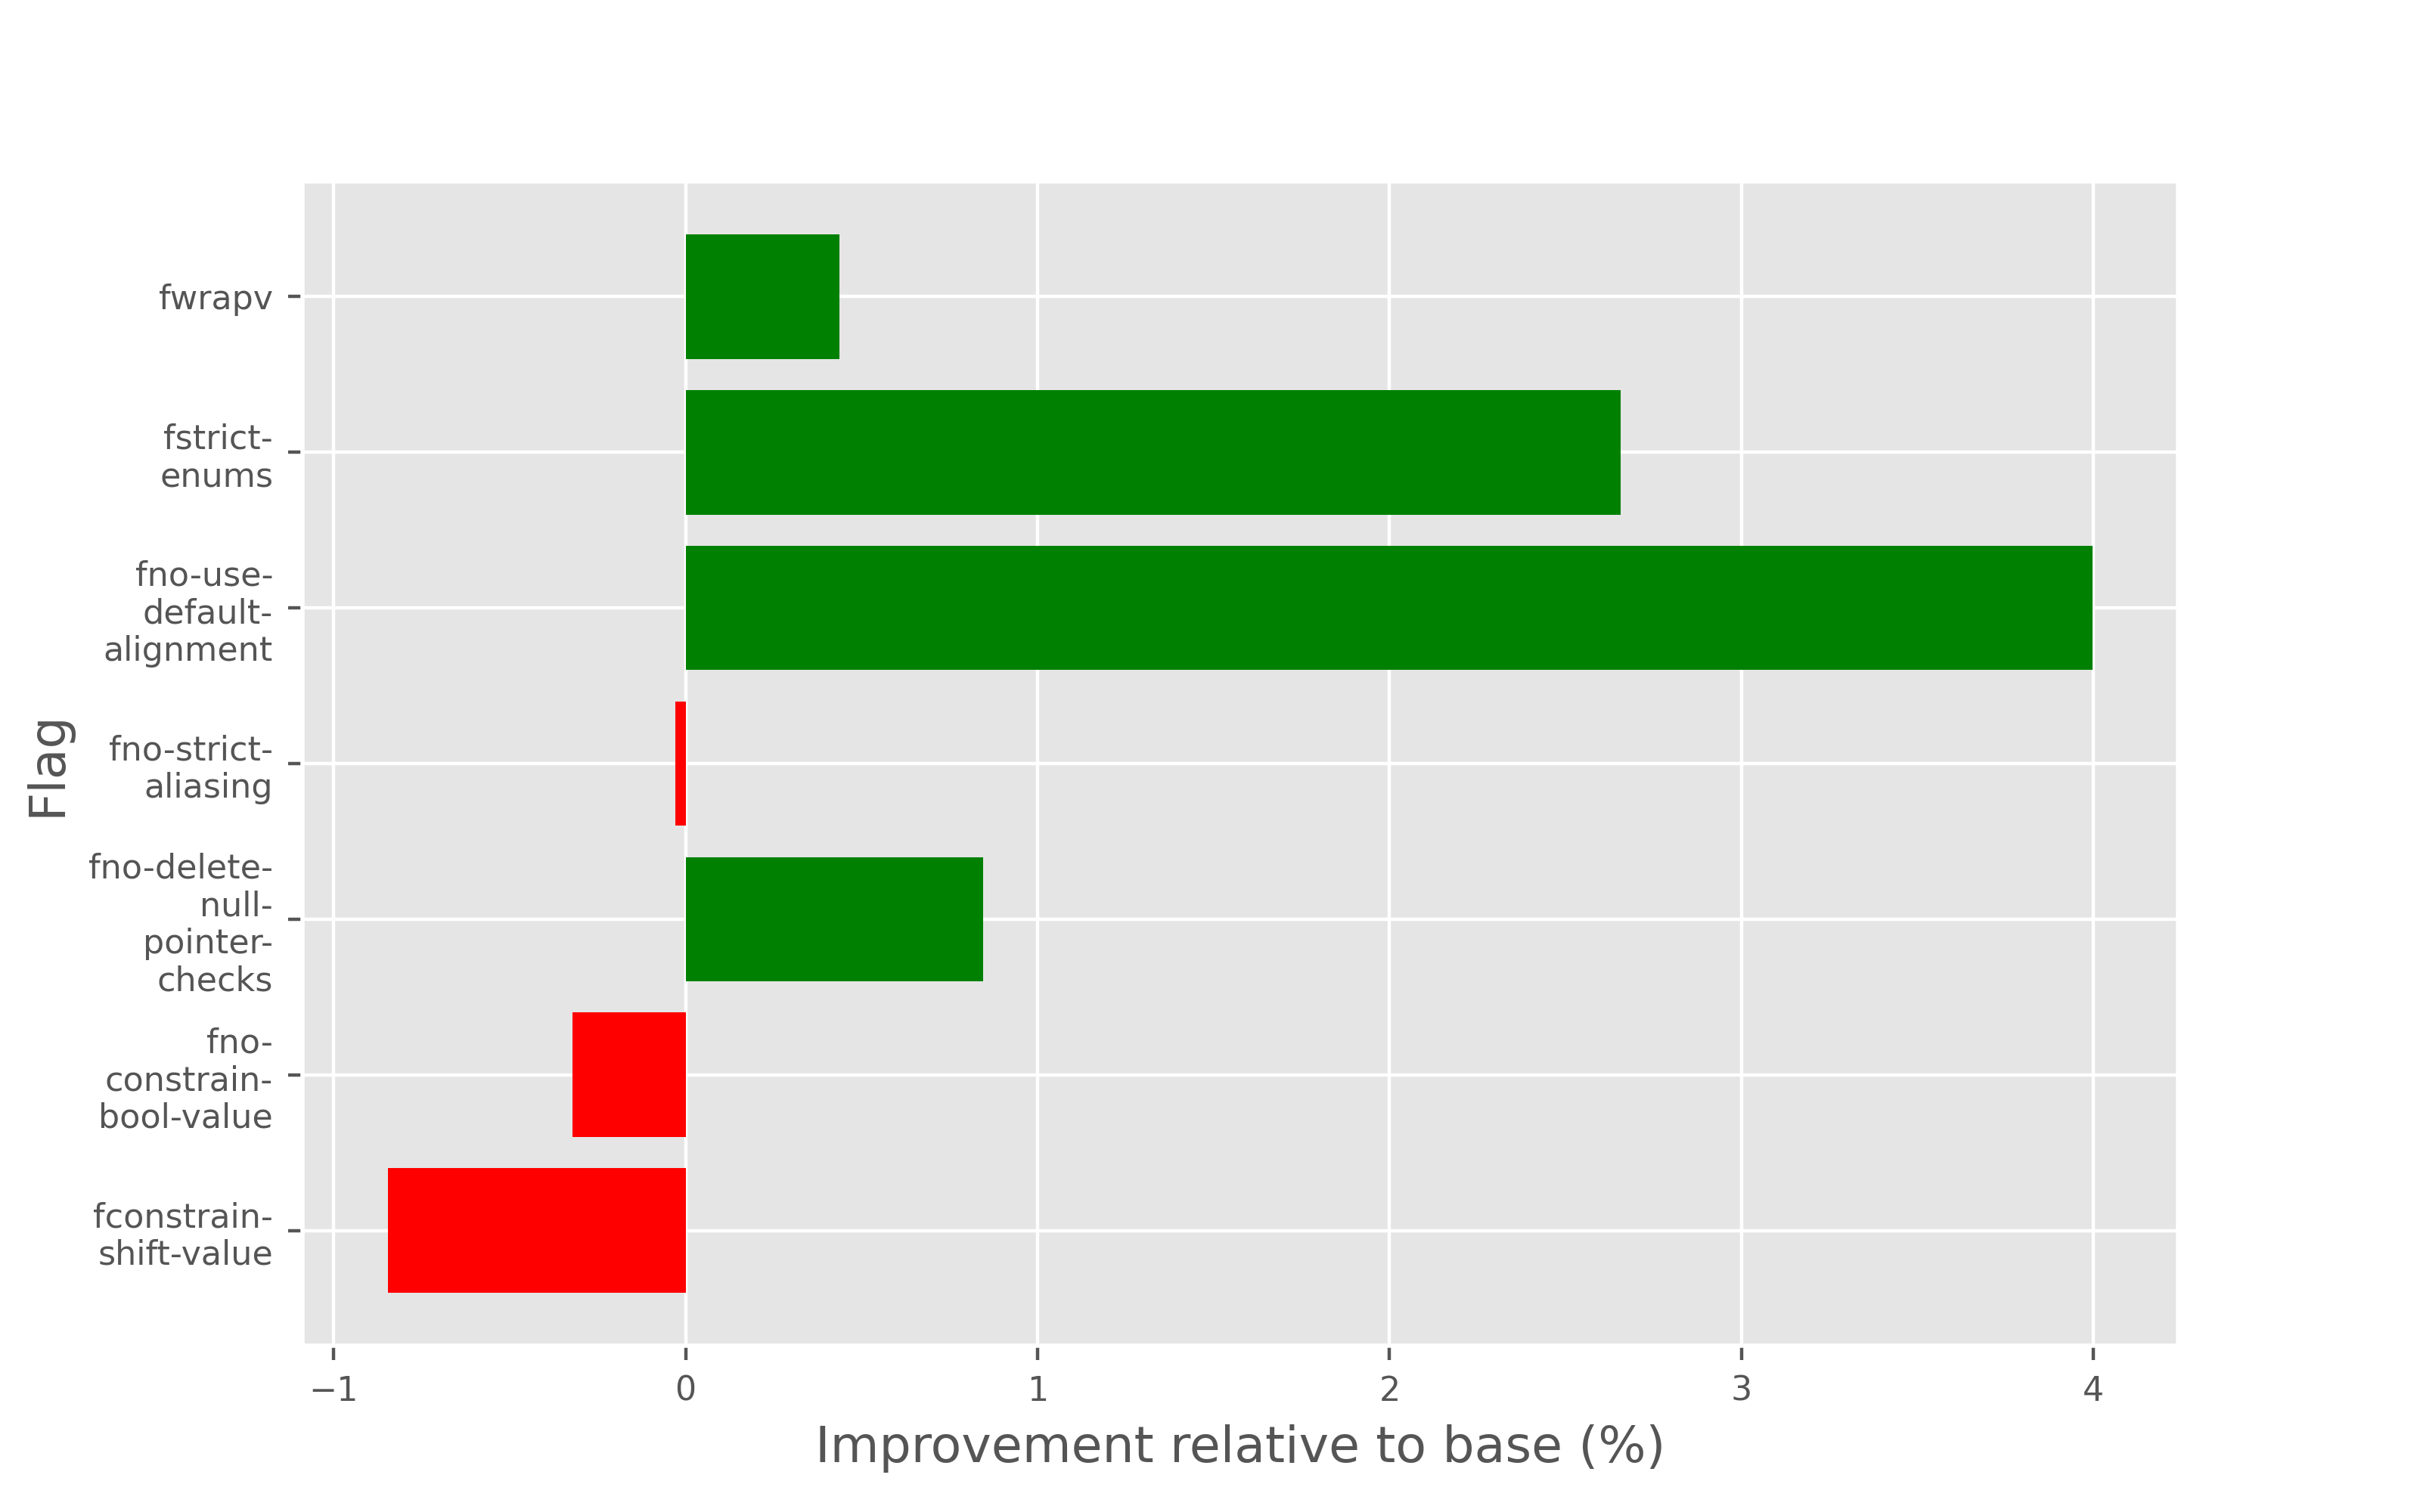 fwrapv
fstrict-
enums
fno-use-
default-
alignment
fno-strict-
aliasing
fno-delete-
null-
pointer-
checks
fno-
constrain-
bool-value
fconstrain-
shift-value
Flag
−1 0 1 2 3 4
Improvement relative to base (%)